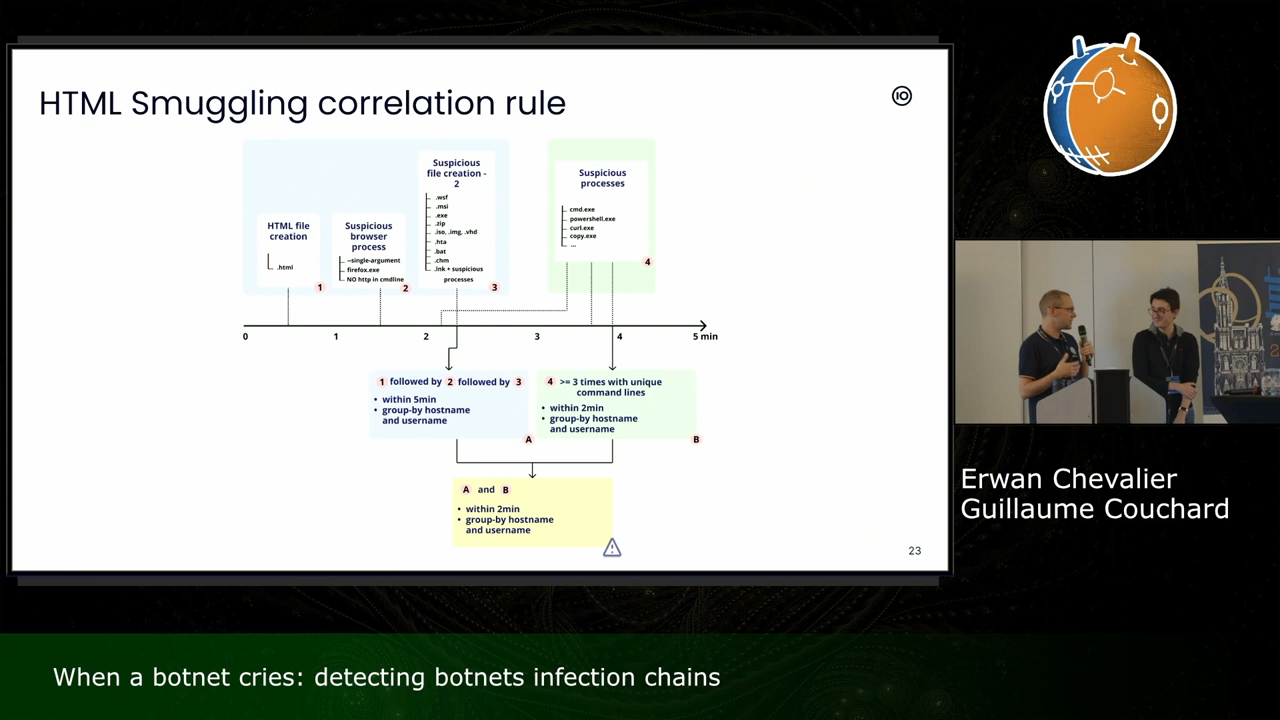 HTML Smuggling correlation rule
HTML file
creation
.html
1
Suspicious
browser
process
--single-argument
firefox.exe
NO http in cmdline
2
Suspicious
file creation -
2
.wsf
.msi
.exe
.zip
.iso, .img, .vhd
.hta
.bat
.chm
.lnk + suspicious
processes
3
Suspicious
processes
cmd.exe
powershell.exe
curl.exe
copy.exe
...
4
0 1 2 3 4 5 min
1 followed by 2 followed by 3
• within 5min
• group-by hostname
and username
A
4 >= 3 times with unique
command lines
• within 2min
• group-by hostname
and username
B
A and B
• within 2min
• group-by hostname
and username
23
Erwan Chevalier
Guillaume Couchard
When a botnet cries: detecting botnets infection chains